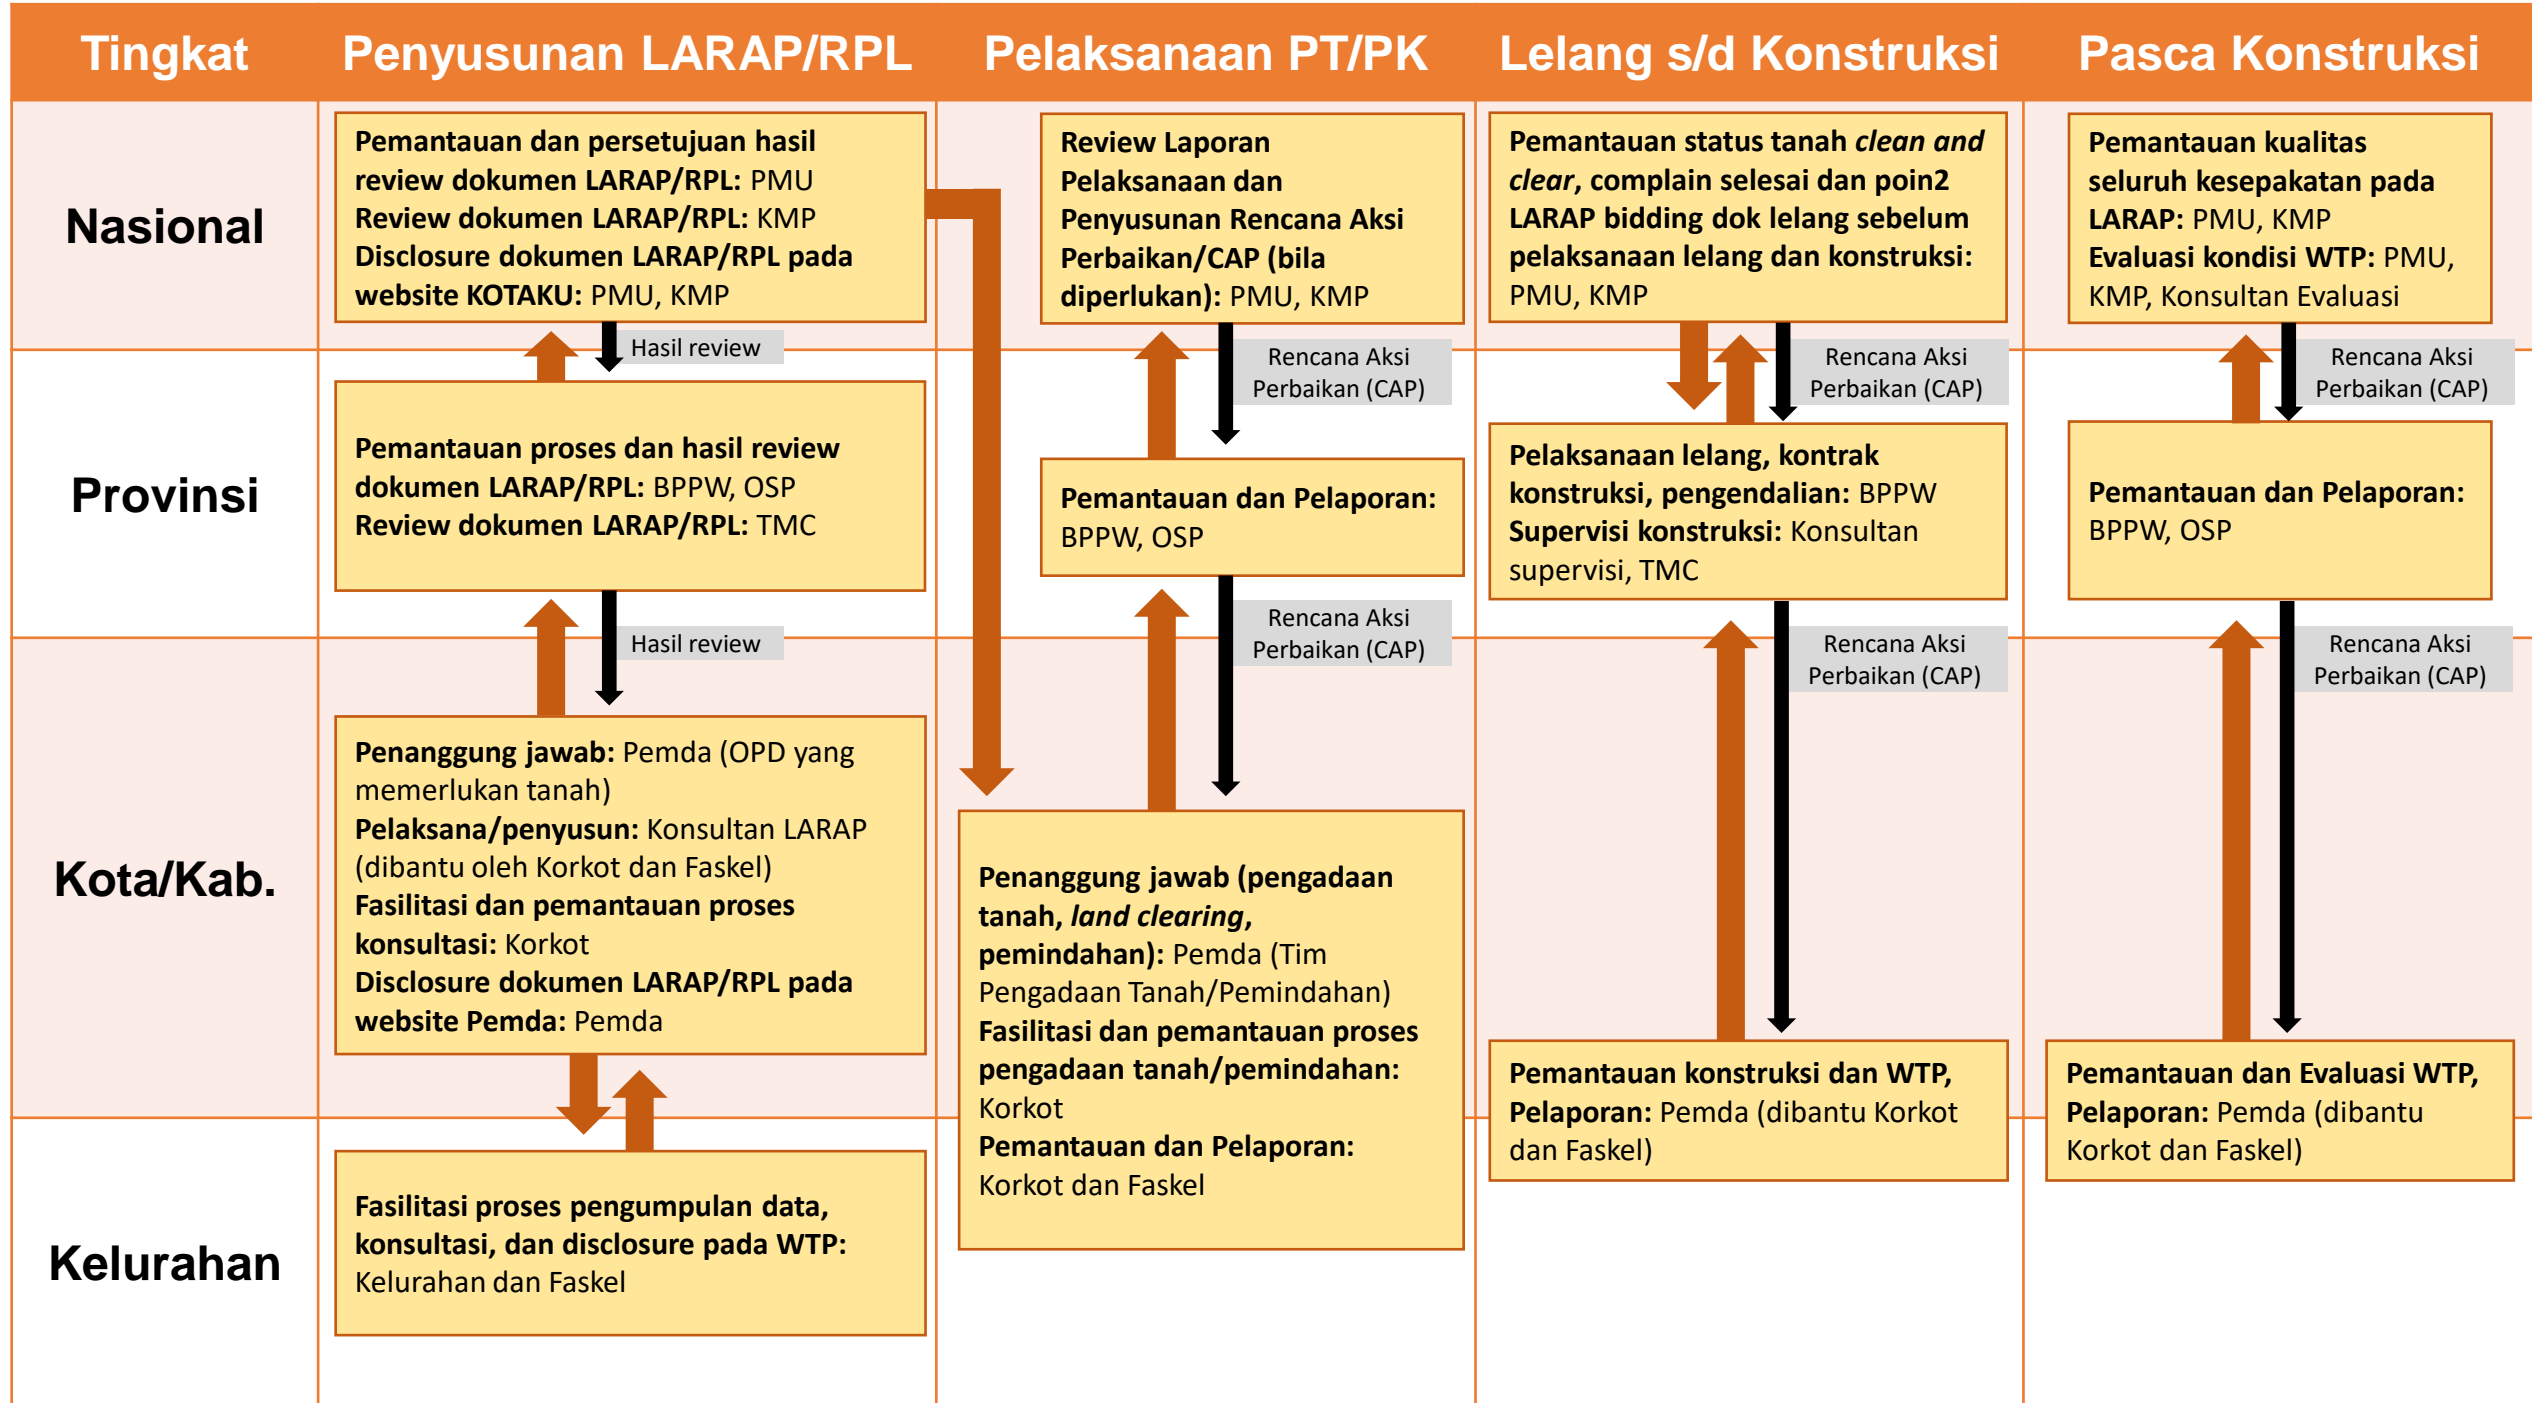 Tingkat
Penyusunan LARAP/RPL
Pelaksanaan PT/PK
Lelang s/d Konstruksi
Pasca Konstruksi
Nasional
Pemantauan dan persetujuan hasil
review dokumen LARAP/RPL: PMU
Review dokumen LARAP/RPL: KMP
Disclosure dokumen LARAP/RPL pada
website KOTAKU: PMU, KMP
Review Laporan
Pelaksanaan dan
Penyusunan Rencana Aksi
Perbaikan/CAP (bila
diperlukan): PMU, KMP
Pemantauan status tanah clean and
clear, complain selesai dan poin2
LARAP bidding dok lelang sebelum
pelaksanaan lelang dan konstruksi:
PMU, KMP
Pemantauan kualitas
seluruh kesepakatan pada
LARAP: PMU, KMP
Evaluasi kondisi WTP: PMU,
KMP, Konsultan Evaluasi
Hasil review
Rencana Aksi
Perbaikan (CAP)
Rencana Aksi
Perbaikan (CAP)
Rencana Aksi
Perbaikan (CAP)
Provinsi
Pemantauan proses dan hasil review
dokumen LARAP/RPL: BPPW, OSP
Review dokumen LARAP/RPL: TMC
Pemantauan dan Pelaporan:
BPPW, OSP
Pelaksanaan lelang, kontrak
konstruksi, pengendalian: BPPW
Supervisi konstruksi: Konsultan
supervisi, TMC
Pemantauan dan Pelaporan:
BPPW, OSP
Hasil review
Rencana Aksi
Perbaikan (CAP)
Rencana Aksi
Perbaikan (CAP)
Rencana Aksi
Perbaikan (CAP)
Kota/Kab.
Penanggung jawab: Pemda (OPD yang
memerlukan tanah)
Pelaksana/penyusun: Konsultan LARAP
(dibantu oleh Korkot dan Faskel)
Fasilitasi dan pemantauan proses
konsultasi: Korkot
Disclosure dokumen LARAP/RPL pada
website Pemda: Pemda
Penanggung jawab (pengadaan
tanah, land clearing,
pemindahan): Pemda (Tim
Pengadaan Tanah/Pemindahan)
Fasilitasi dan pemantauan proses
pengadaan tanah/pemindahan:
Korkot
Pemantauan dan Pelaporan:
Korkot dan Faskel
Pemantauan konstruksi dan WTP,
Pelaporan: Pemda (dibantu Korkot
dan Faskel)
Pemantauan dan Evaluasi WTP,
Pelaporan: Pemda (dibantu
Korkot dan Faskel)
Kelurahan
Fasilitasi proses pengumpulan data,
konsultasi, dan disclosure pada WTP:
Kelurahan dan Faskel